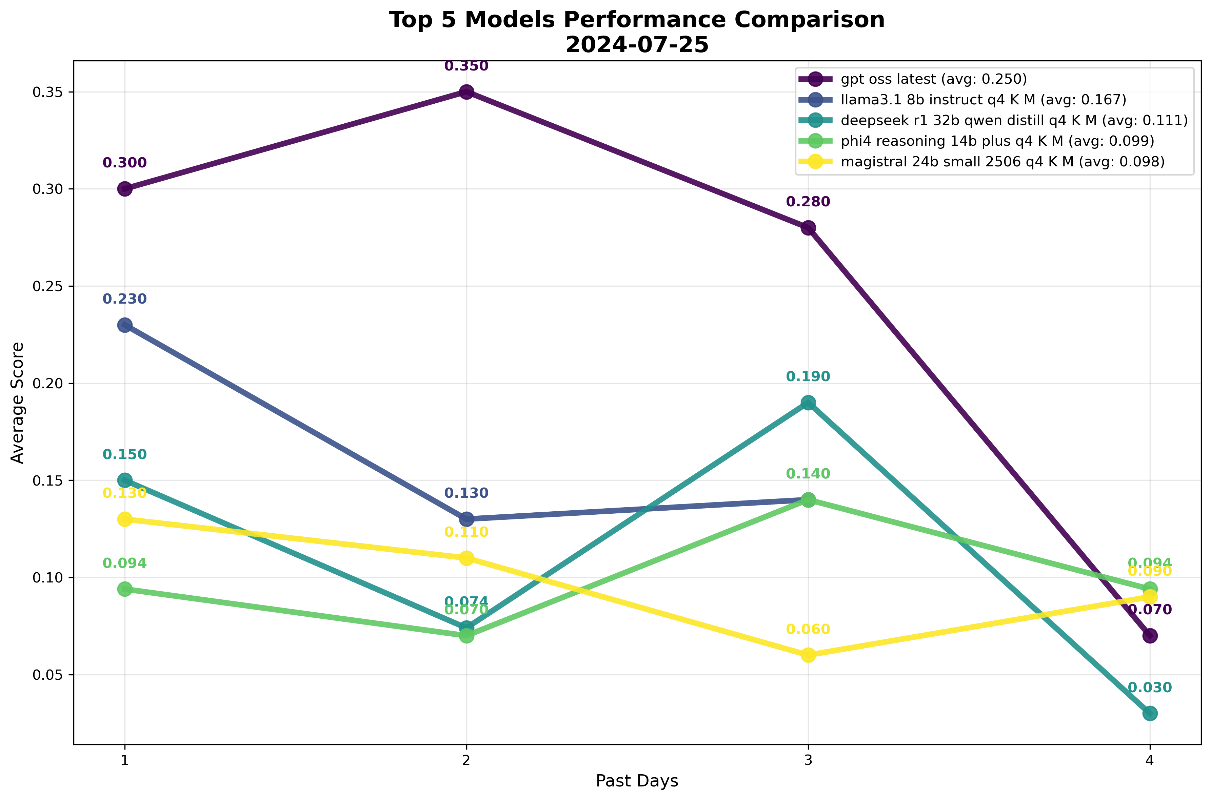 Top 5 Models Performance Comparison
2024-07-25
gpt oss latest (avg: 0.250)
llama3.1 8b instruct q4 K M (avg: 0.167)
deepseek r1 32b qwen distill q4 K M (avg: 0.111)
phi4 reasoning 14b plus q4 K M (avg: 0.099)
magistral 24b small 2506 q4 K M (avg: 0.098)
Average Score
0.35
0.30
0.25
0.20
0.15
0.10
0.05
0.300
0.350
0.280
0.070
0.230
0.130
0.150
0.074
0.190
0.030
0.094
0.070
0.140
0.094
0.130
0.110
0.060
0.090
1 2 3 4
Past Days